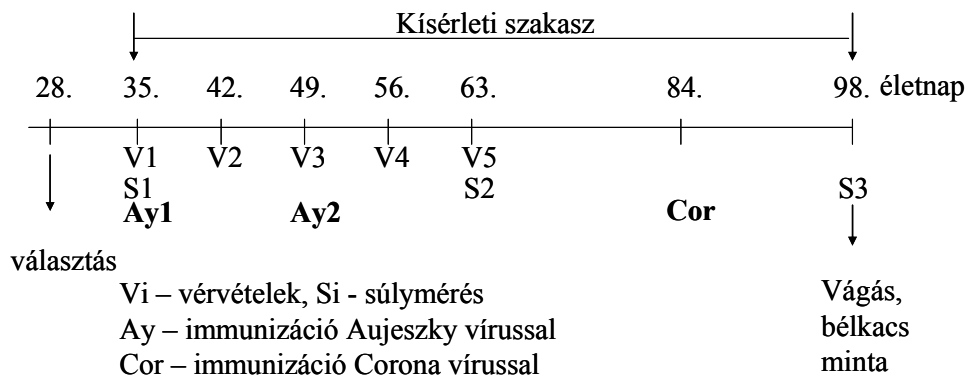 Kísérleti szakasz
28. 35. 42. 49. 56. 63. 84. 98. életnap
V1 V2 V3 V4 V5
S1 S2 S3
Ay1 Ay2 Cor
választás
Vi – vérvételek, Si - súlymérés
Ay – immunizáció Aujeszky vírussal
Cor – immunizáció Corona vírussal
Vágás,
bélkacs
minta